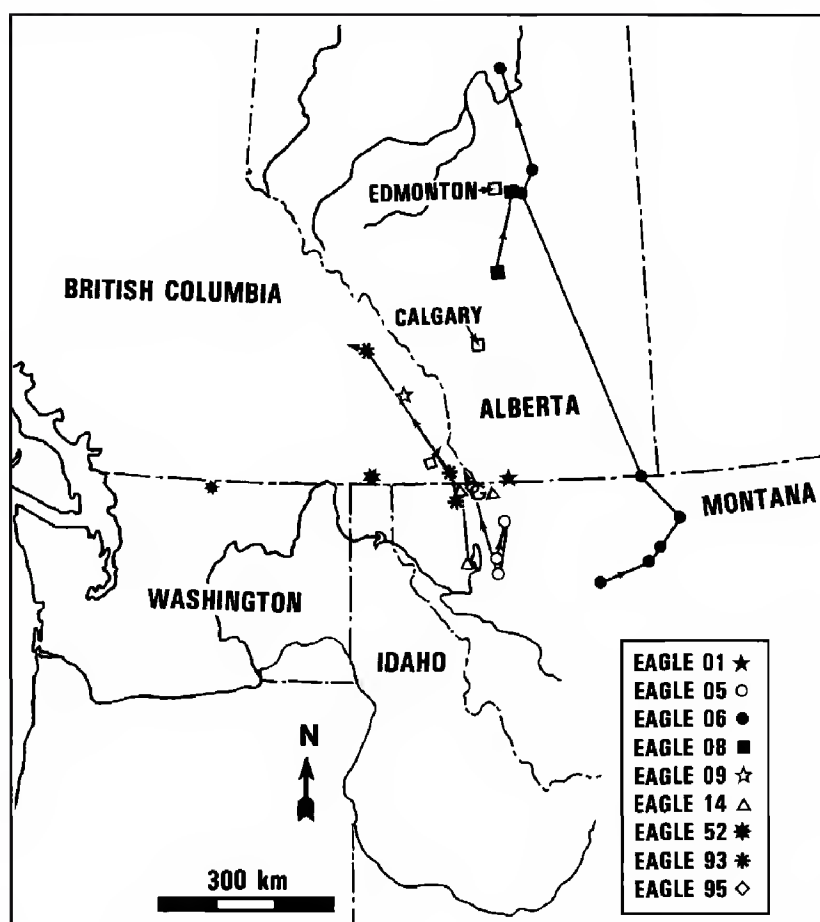 EDMONTON
BRITISH COLUMBIA
CALGARY
ALBERTA
MONTANA
WASHINGTON
IDAHO
N
300 km
EAGLE 01
EAGLE 05
EAGLE 06
EAGLE 08
EAGLE 09
EAGLE 14
EAGLE 52
EAGLE 93
EAGLE 95